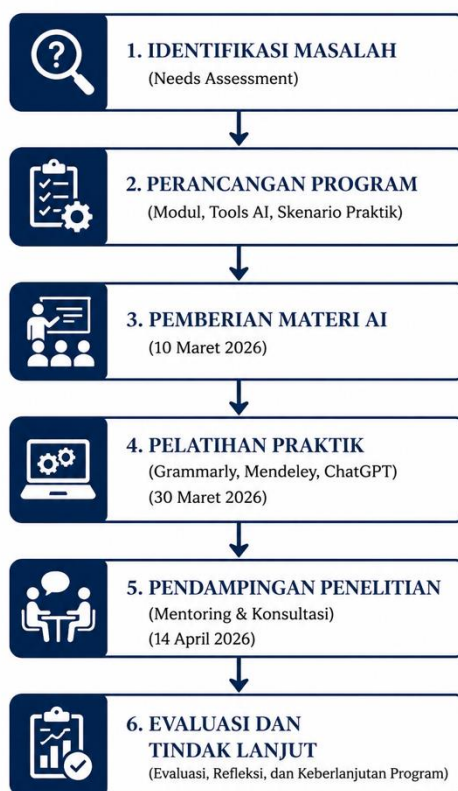 ?
1. IDENTIFIKASI MASALAH
(Needs Assessment)
2. PERANCANGAN PROGRAM
(Modul, Tools AI, Skenario Praktik)
3. PEMBERIAN MATERI AI
(10 Maret 2026)
4. PELATIHAN PRAKTIK
(Grammarly, Mendeley, ChatGPT)
(30 Maret 2026)
5. PENDAMPINGAN PENELITIAN
(Mentoring & Konsultasi)
(14 April 2026)
6. EVALUASI DAN
TINDAK LANJUT
(Evaluasi, Refleksi, dan Keberlanjutan Program)